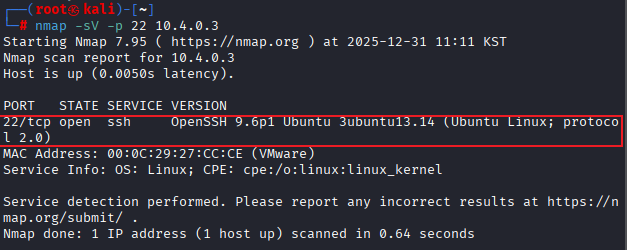 ┌──(root㉿kali)-[~]
└─# nmap -sV -p 22 10.4.0.3
Starting Nmap 7.95 ( https://nmap.org ) at 2025-12-31 11:11 KST
Nmap scan report for 10.4.0.3
Host is up (0.0050s latency).
PORT   STATE SERVICE VERSION
22/tcp open  ssh     OpenSSH 9.6p1 Ubuntu 3ubuntu13.14 (Ubuntu Linux; protoco
l 2.0)
MAC Address: 00:0C:29:27:CC:CE (VMware)
Service Info: OS: Linux; CPE: cpe:/o:linux:linux_kernel
Service detection performed. Please report any incorrect results at https://n
map.org/submit/ .
Nmap done: 1 IP address (1 host up) scanned in 0.64 seconds